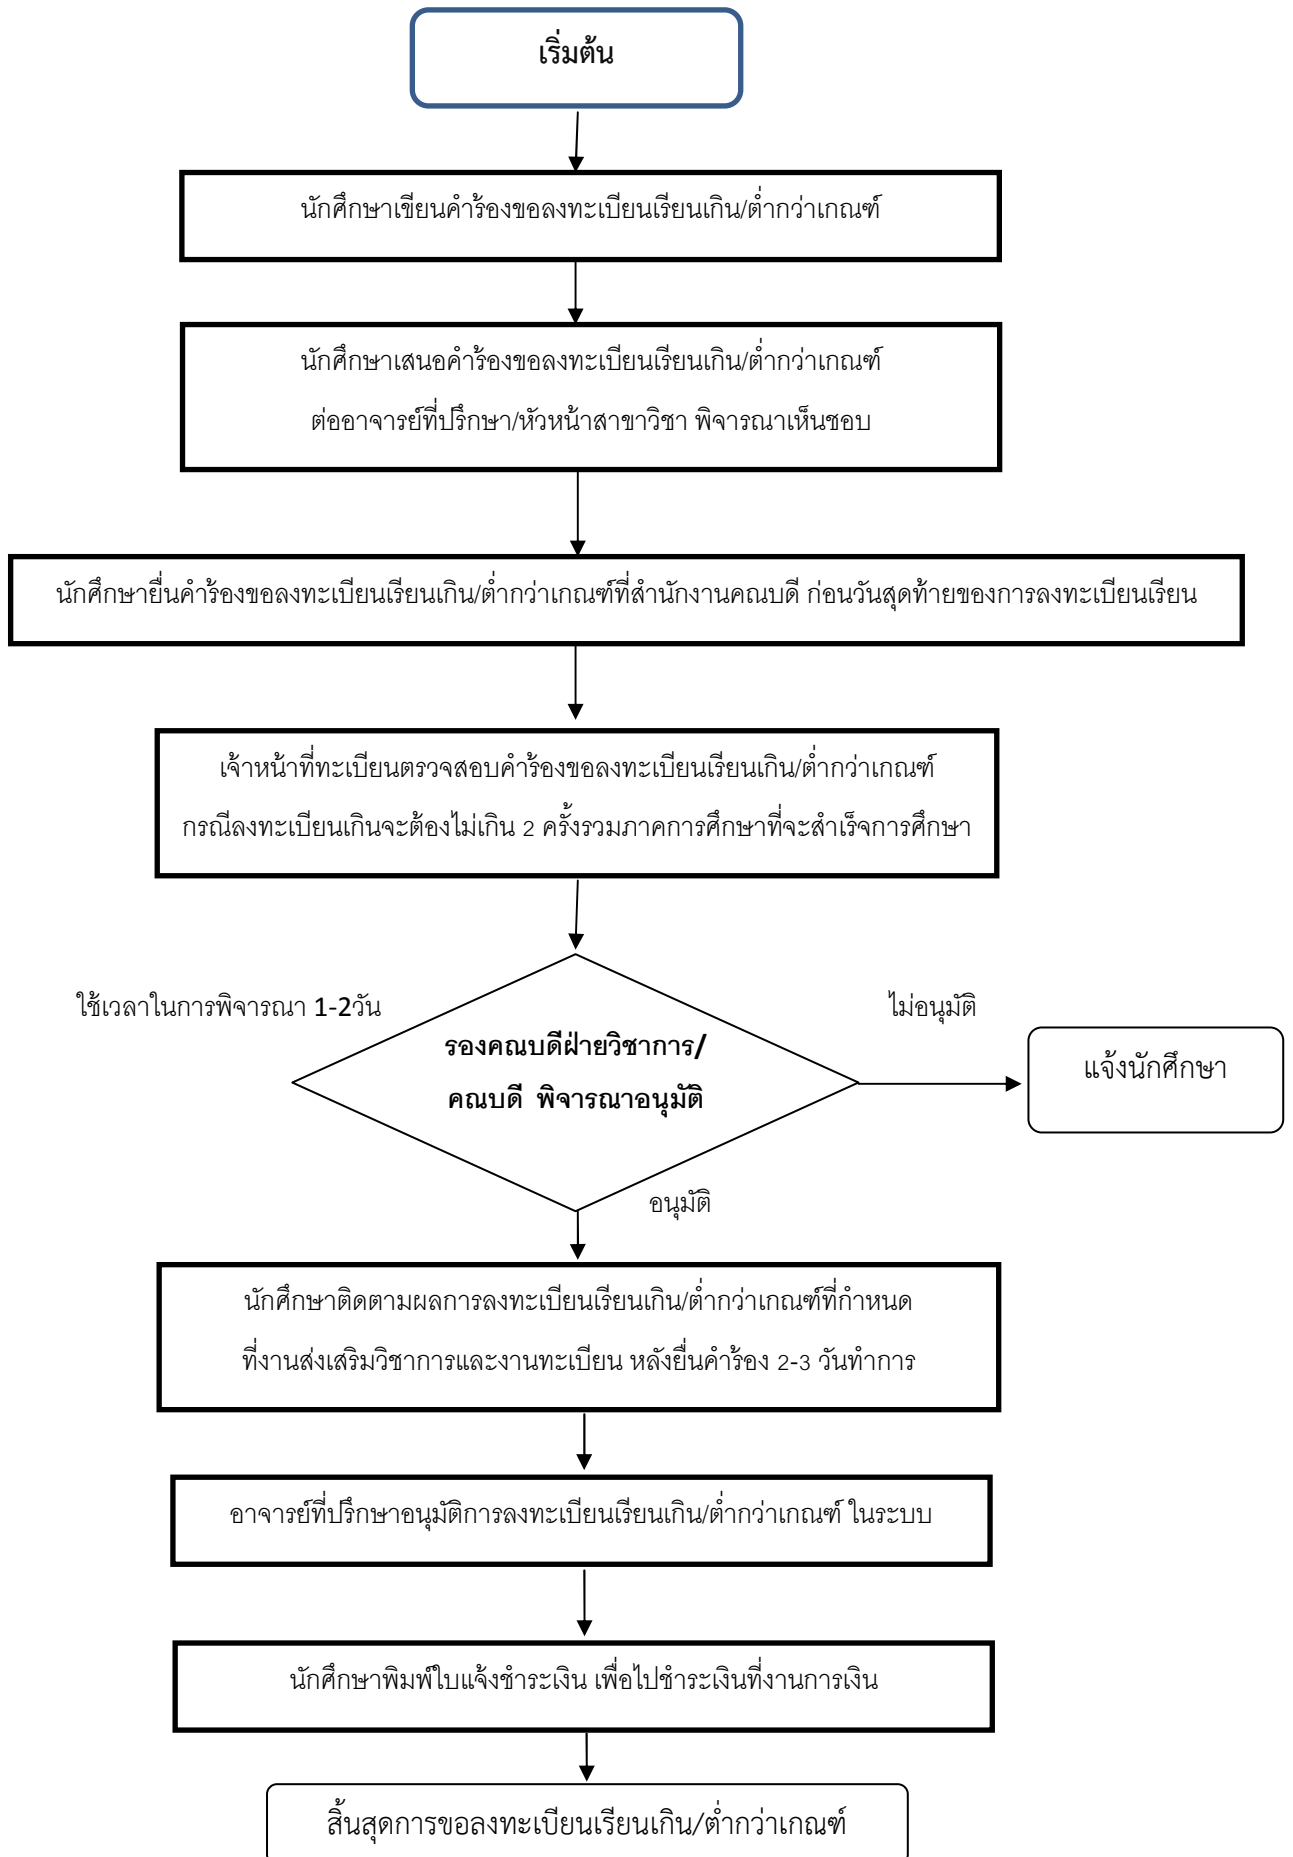 เริ่มต้น
นักศึกษาเขียนคำร้องขอลงทะเบียนเรียนเกิน/ต่ำกว่าเกณฑ์
นักศึกษาเสนอคำร้องขอลงทะเบียนเรียนเกิน/ต่ำกว่าเกณฑ์
ต่ออาจารย์ที่ปรึกษา/หัวหน้าสาขาวิชา พิจารณาเห็นชอบ
นักศึกษายื่นคำร้องขอลงทะเบียนเรียนเกิน/ต่ำกว่าเกณฑ์ที่สำนักงานคณบดี ก่อนวันสุดท้ายของการลงทะเบียนเรียน
เจ้าหน้าที่ทะเบียนตรวจสอบคำร้องขอลงทะเบียนเรียนเกิน/ต่ำกว่าเกณฑ์
กรณีลงทะเบียนเกินจะต้องไม่เกิน 2 ครั้งรวมภาคการศึกษาที่จะสำเร็จการศึกษา
ใช้เวลาในการพิจารณา 1-2วัน
ไม่อนุมัติ
รองคณบดีฝ่ายวิชาการ/
คณบดี พิจารณาอนุมัติ
แจ้งนักศึกษา
อนุมัติ
นักศึกษาติดตามผลการลงทะเบียนเรียนเกิน/ต่ำกว่าเกณฑ์ที่กำหนด
ที่งานส่งเสริมวิชาการและงานทะเบียน หลังยื่นคำร้อง 2-3 วันทำการ
อาจารย์ที่ปรึกษาอนุมัติการลงทะเบียนเรียนเกิน/ต่ำกว่าเกณฑ์ ในระบบ
นักศึกษาพิมพ์ใบแจ้งชำระเงิน เพื่อไปชำระเงินที่งานการเงิน
สิ้นสุดการขอลงทะเบียนเรียนเกิน/ต่ำกว่าเกณฑ์